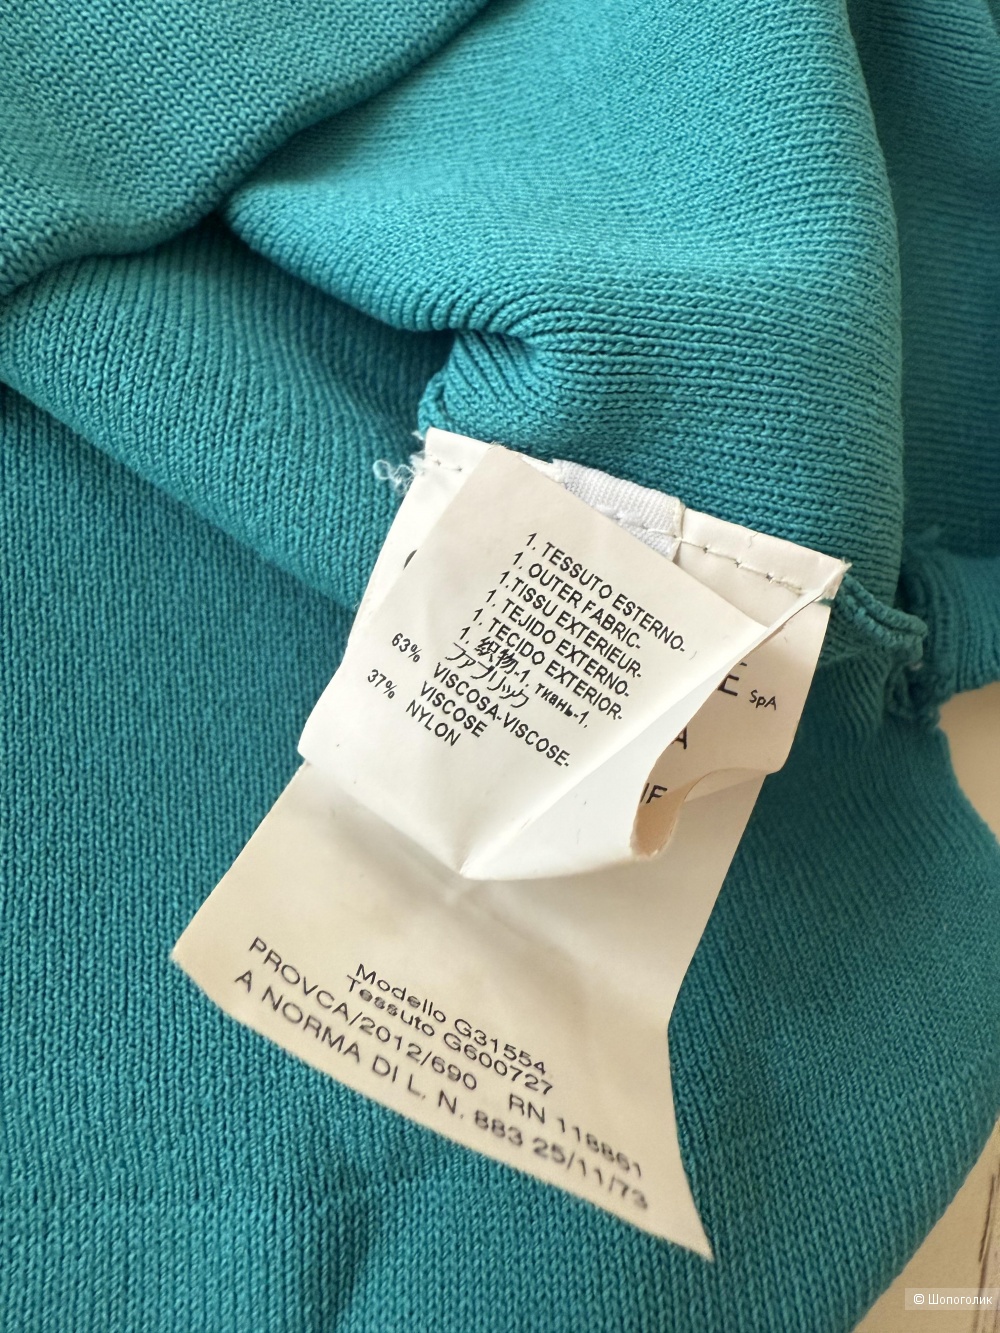 1. TESSUTO ESTERNO-
1. OUTER FABRIC-
1.TISSU EXTERIEUR-
1. TEJIDO EXTERNO-
1. TECIDO EXTERIOR-
1. 织物-1. ткань-1.
ファブリック
63% VISCOSA-VISCOSE-
VISCOSE
37% NYLON
SpA
Modello G31554
Tessuto G600727
PROVCA/2012/690 RN 118861
A NORMA DI L. N. 883 25/11/73
© Шопоголик